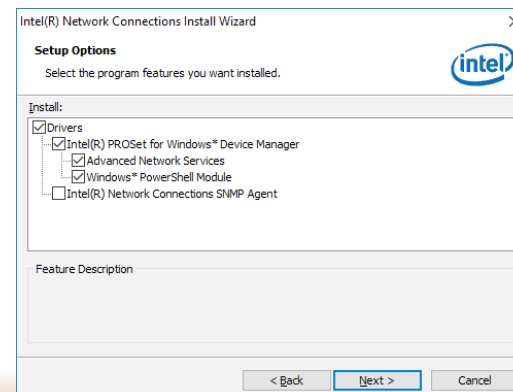 Intel(R) Network Connections Install Wizard
Setup Options
Select the program features you want installed.
intel
Install:
Drivers
Intel(R) PROSet for Windows* Device Manager
Advanced Network Services
Windows* PowerShell Module
Intel(R) Network Connections SNMP Agent
Feature Description
< Back
Next >
Cancel